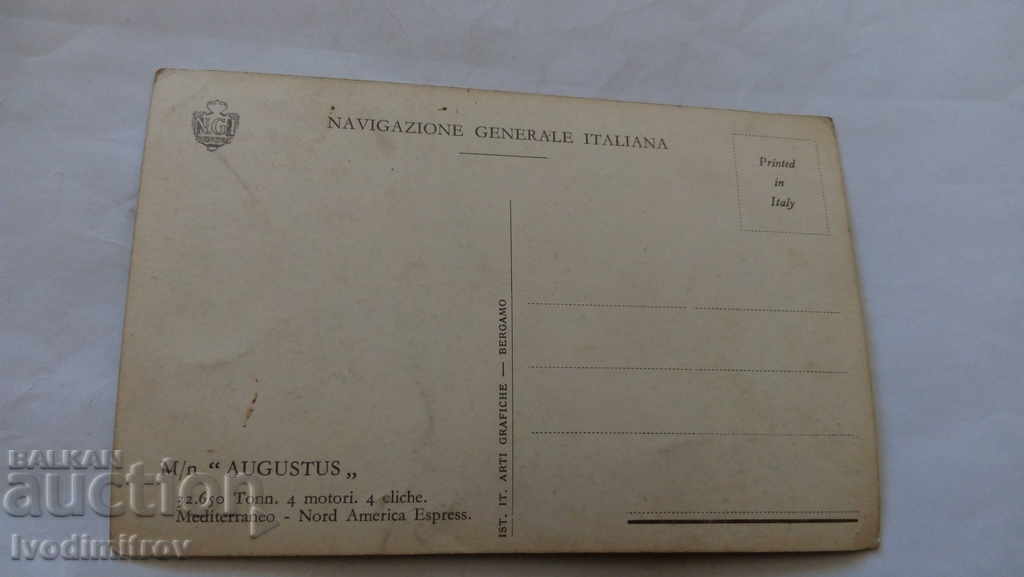 NGI
NAVIGAZIONE GENERALE ITALIANA
Printed
in
Italy
IST. IT. ARTI GRAFICHE — BERGAMO
M/n "AUGUSTUS„
32.650 Tonn. 4 motori. 4 eliche.
Mediterraneo - Nord America Espress.
BALKAN
auction
Ivodimitrov